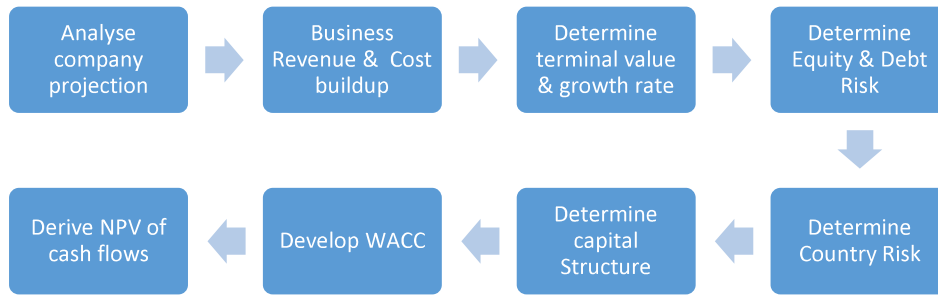 Analyse
company
projection
Business
Revenue & Cost
buildup
Determine
terminal value
& growth rate
Determine
Equity & Debt
Risk
Determine
Country Risk
Determine
capital
Structure
Develop WACC
Derive NPV of
cash flows